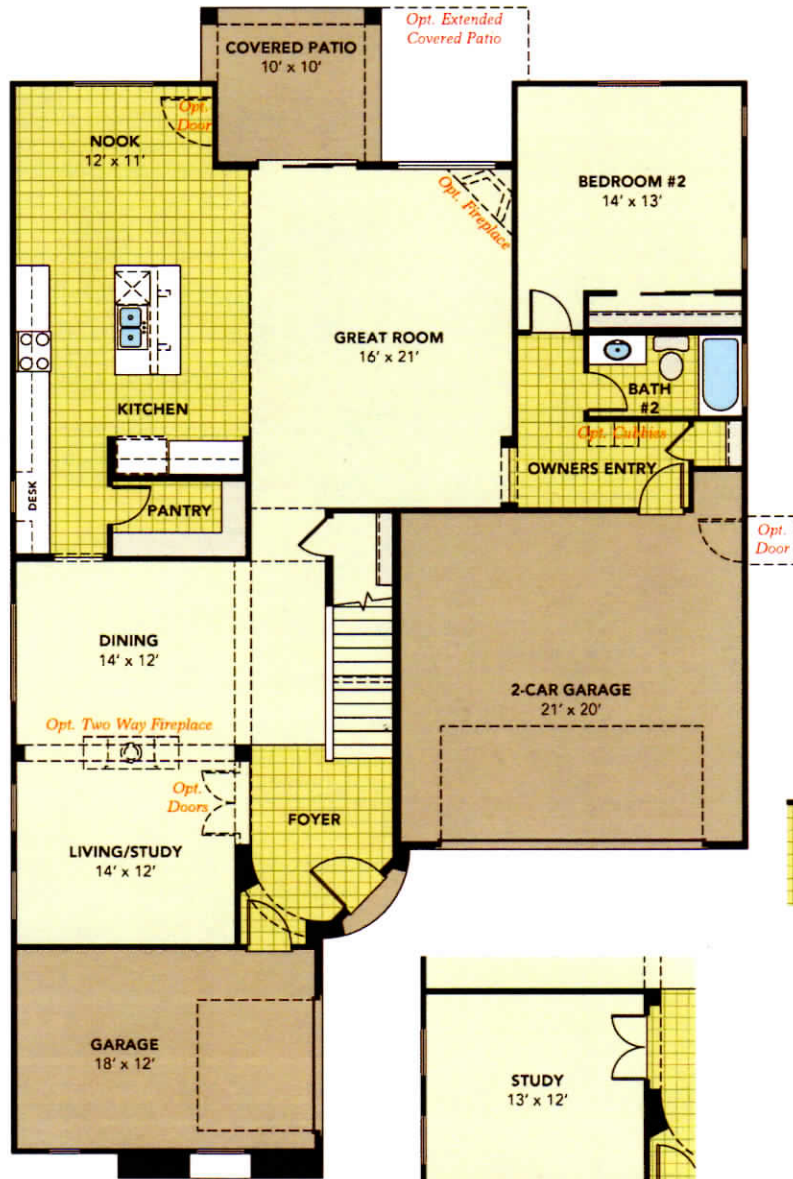 Opt. Extended
Covered Patio
COVERED PATIO
10' x 10'
Opt.
Door
NOOK
12' x 11'
BEDROOM #2
14' x 13'
Opt. Fireplace
GREAT ROOM
16' x 21'
BATH
#2
KITCHEN
Opt. Cubbies
OWNERS ENTRY
DESK
PANTRY
Opt.
Door
DINING
14' x 12'
2-CAR GARAGE
21' x 20'
Opt. Two Way Fireplace
Opt.
Doors
FOYER
LIVING/STUDY
14' x 12'
GARAGE
18' x 12'
STUDY
13' x 12'